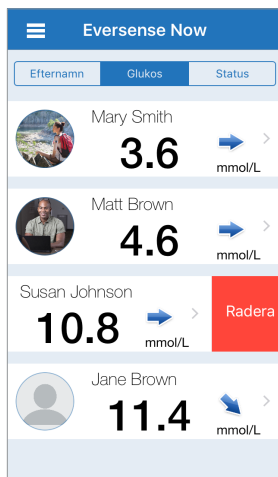 Eversense Now
Efternamn Glukos Status
Mary Smith
3.6
mmol/L
Matt Brown
4.6
mmol/L
Susan Johnson
10.8
mmol/L
Radera
Jane Brown
11.4
mmol/L